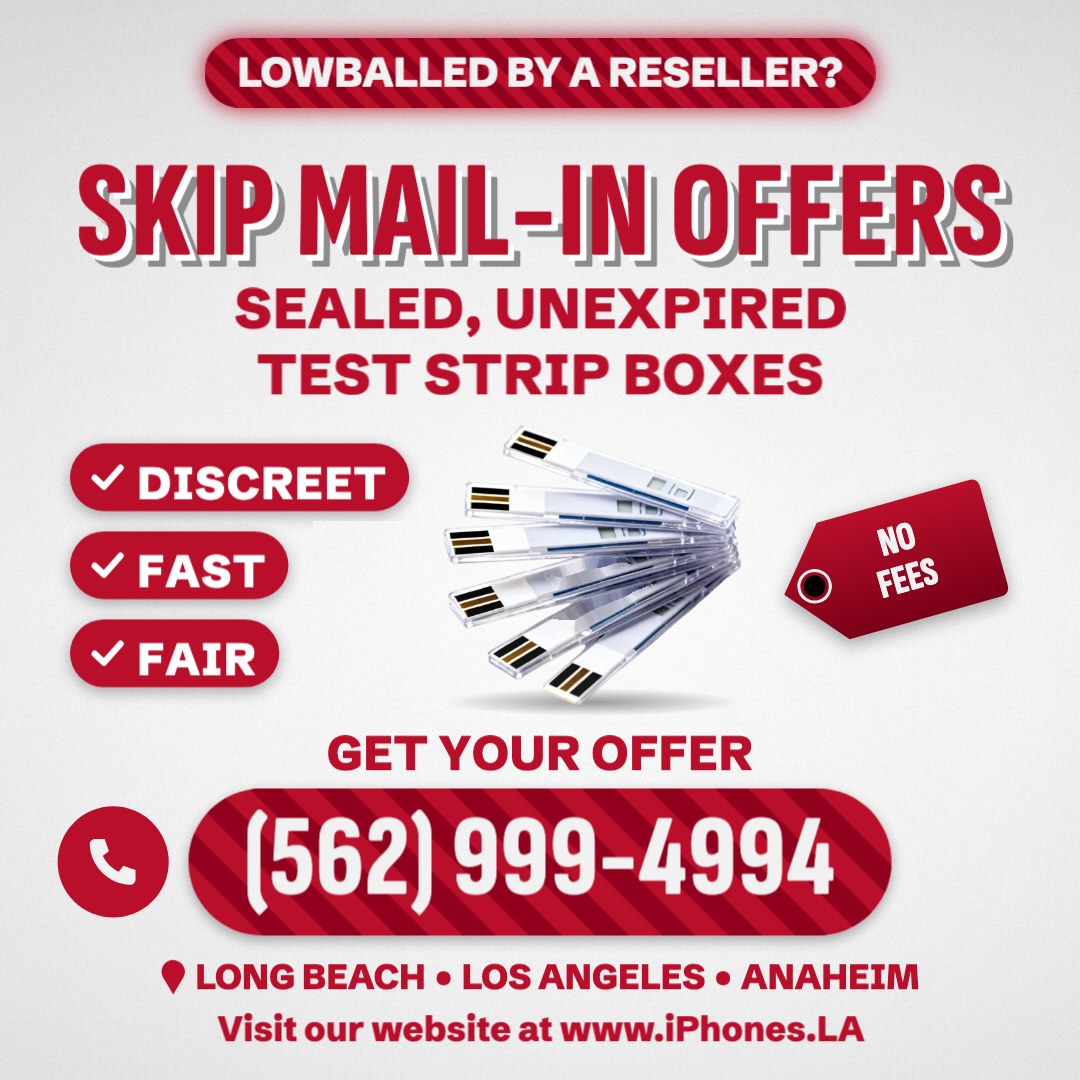 LOWBALLED BY A RESELLER?
SKIP MAIL-IN OFFERS
SEALED, UNEXPIRED
TEST STRIP BOXES
DISCREET
FAST
FAIR
NO
FEES
GET YOUR OFFER
(562) 999-4994
LONG BEACH • LOS ANGELES • ANAHEIM
Visit our website at www.iPhones.LA